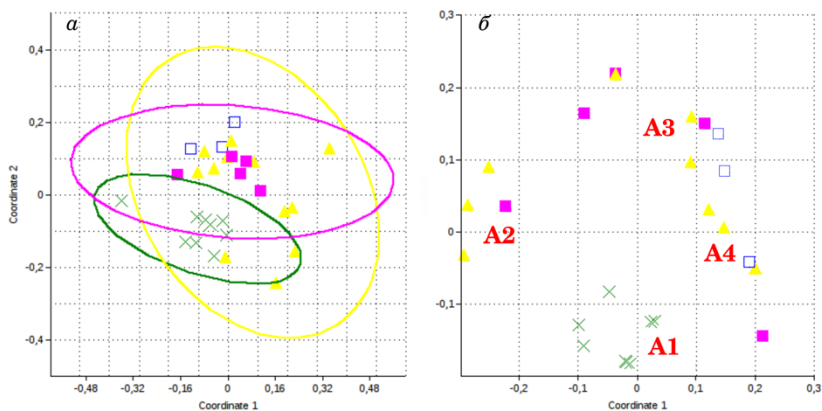 а
0,4
0,2
0
-0,2
-0,4
Coordinate 2
-0,48 -0,32 -0,16 0 0,16 0,32 0,48
Coordinate 1
б
0,3
0,2
0,1
0
-0,1
A3
A2
A4
A1
-0,2 -0,1 0 0,1 0,2 0,3
Coordinate 1